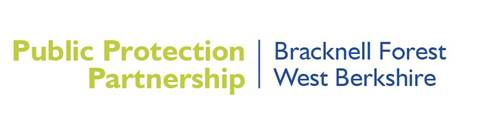 Public Protection
Partnership
Bracknell Forest
West Berkshire